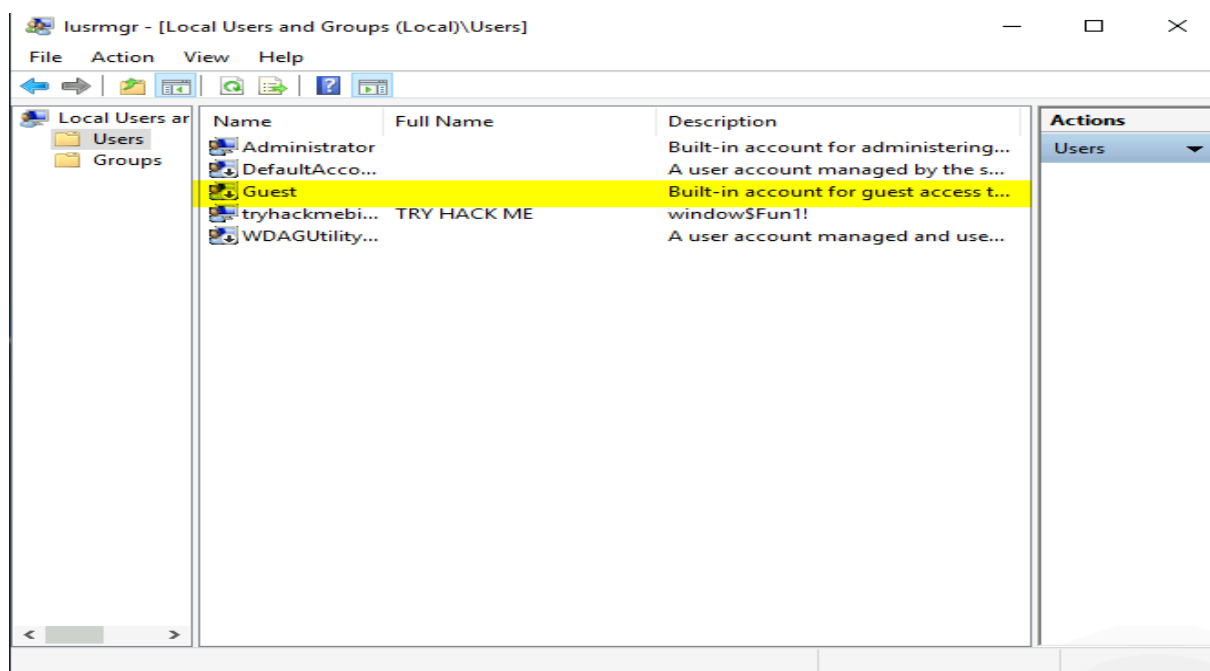 lusrmgr - [Local Users and Groups (Local)\Users]
File Action View Help
Local Users ar
Users
Groups
Name Full Name Description
Administrator Built-in account for administering...
DefaultAcco... A user account managed by the s...
Guest Built-in account for guest access t...
tryhackmebi... TRY HACK ME window$Fun1!
WDAGUtility... A user account managed and use...
Actions
Users